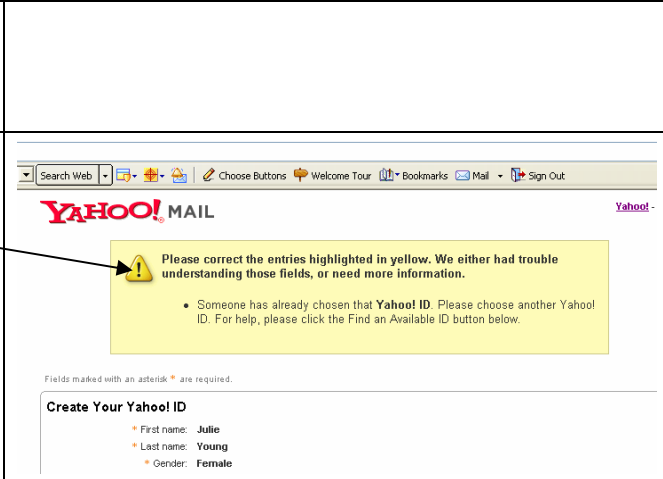 Search Web Choose Buttons Welcome Tour Bookmarks Mail Sign Out
YAHOO! MAIL Yahoo! -
Please correct the entries highlighted in yellow. We either had trouble
understanding those fields, or need more information.
• Someone has already chosen that Yahoo! ID. Please choose another Yahoo!
ID. For help, please click the Find an Available ID button below.
Fields marked with an asterisk * are required.
Create Your Yahoo! ID
* First name: Julie
* Last name: Young
* Gender: Female